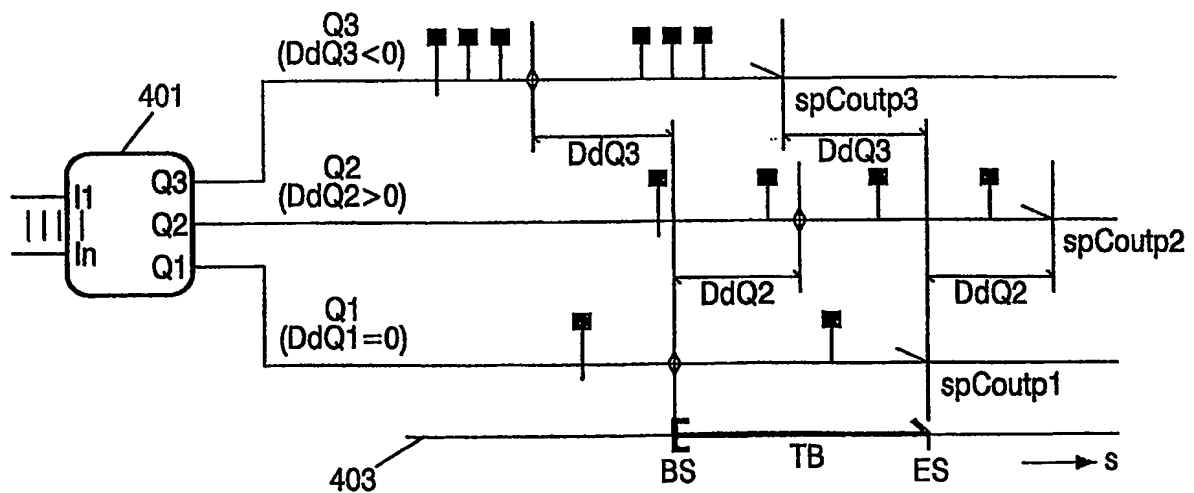 Q3
(DdQ3<0)
401
spCoutp3
DdQ3
DdQ3
Q2
(DdQ2>0)
I1
In
Q3
Q2
Q1
spCoutp2
DdQ2
DdQ2
Q1
(DdQ1=0)
spCoutp1
403
BS
TB
ES
s